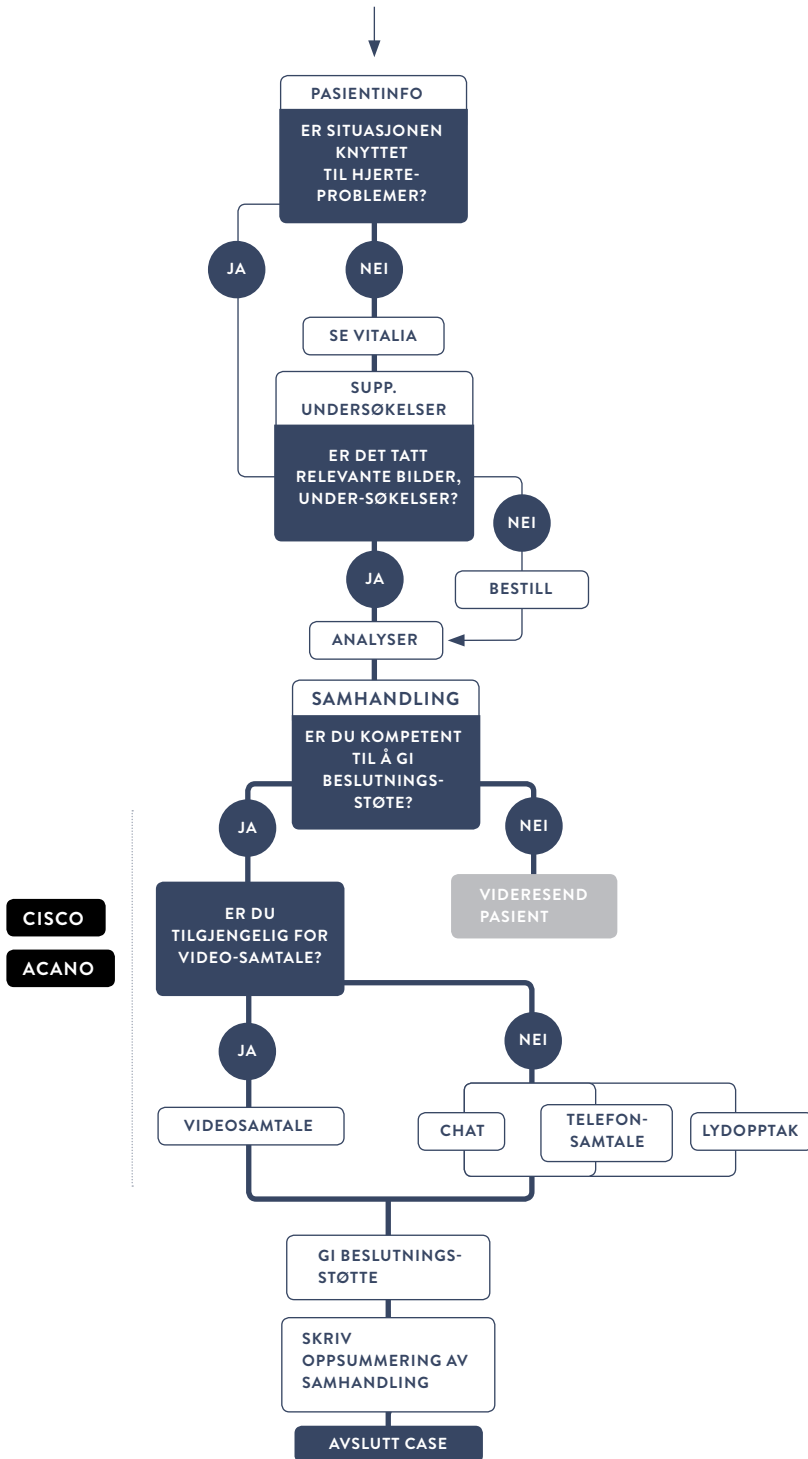 PASIENTINFO
ER SITUASJONEN
KNYTTET
TIL HJERTE-
PROBLEMER?
JA
NEI
SE VITALIA
SUPP.
UNDERSØKELSER
ER DET TATT
RELEVANTE BILDER,
UNDER-SØKELSER?
NEI
JA
BESTILL
ANALYSER
SAMHANDLING
ER DU KOMPETENT
TIL Å GI
BESLUTNINGS-
STØTE?
JA
NEI
VIDERESEND
PASIENT
CISCO
ACANO
ER DU
TILGJENGELIG FOR
VIDEO-SAMTALE?
JA
NEI
VIDEOSAMTALE
CHAT
TELEFON-
SAMTALE
LYDOPPTAK
GI BESLUTNINGS-
STØTTE
SKRIV
OPPSUMMERING AV
SAMHANDLING
AVSLUTT CASE